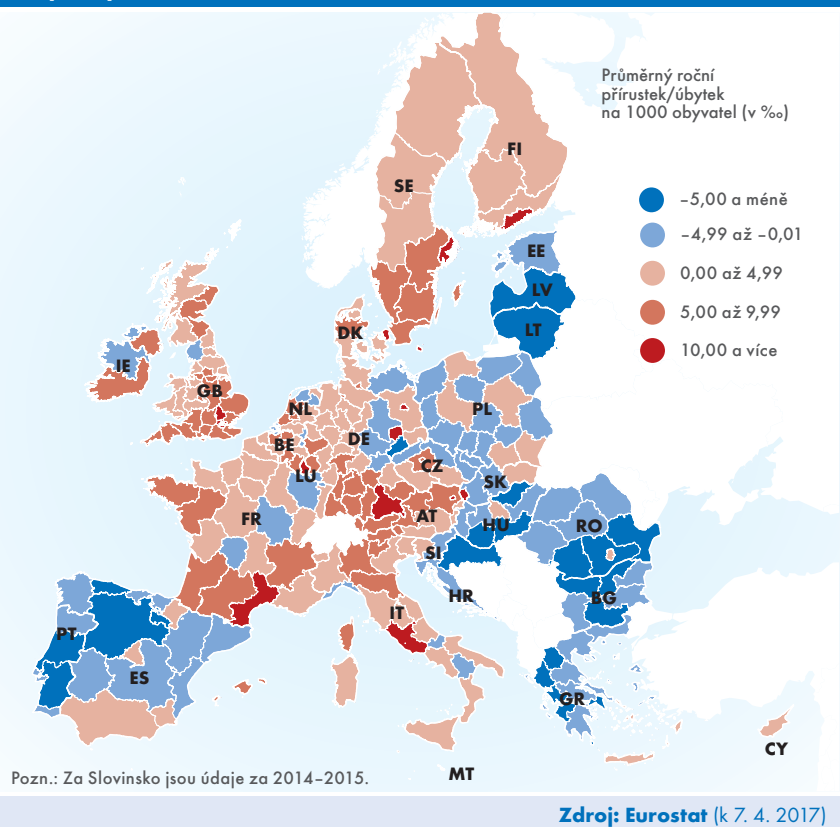 Průměrný roční
přírustek/úbytek
na 1000 obyvatel (v ‰)
–5,00 a méně
–4,99 až –0,01
0,00 až 4,99
5,00 až 9,99
10,00 a více
FI
SE
EE
LV
LT
DK
IE
GB
NL
PL
BE
DE
LU
CZ
SK
FR
AT
HU
RO
SI
HR
BG
IT
PT
ES
GR
CY
MT
Pozn.: Za Slovinsko jsou údaje za 2014–2015.
Zdroj: Eurostat (k 7. 4. 2017)